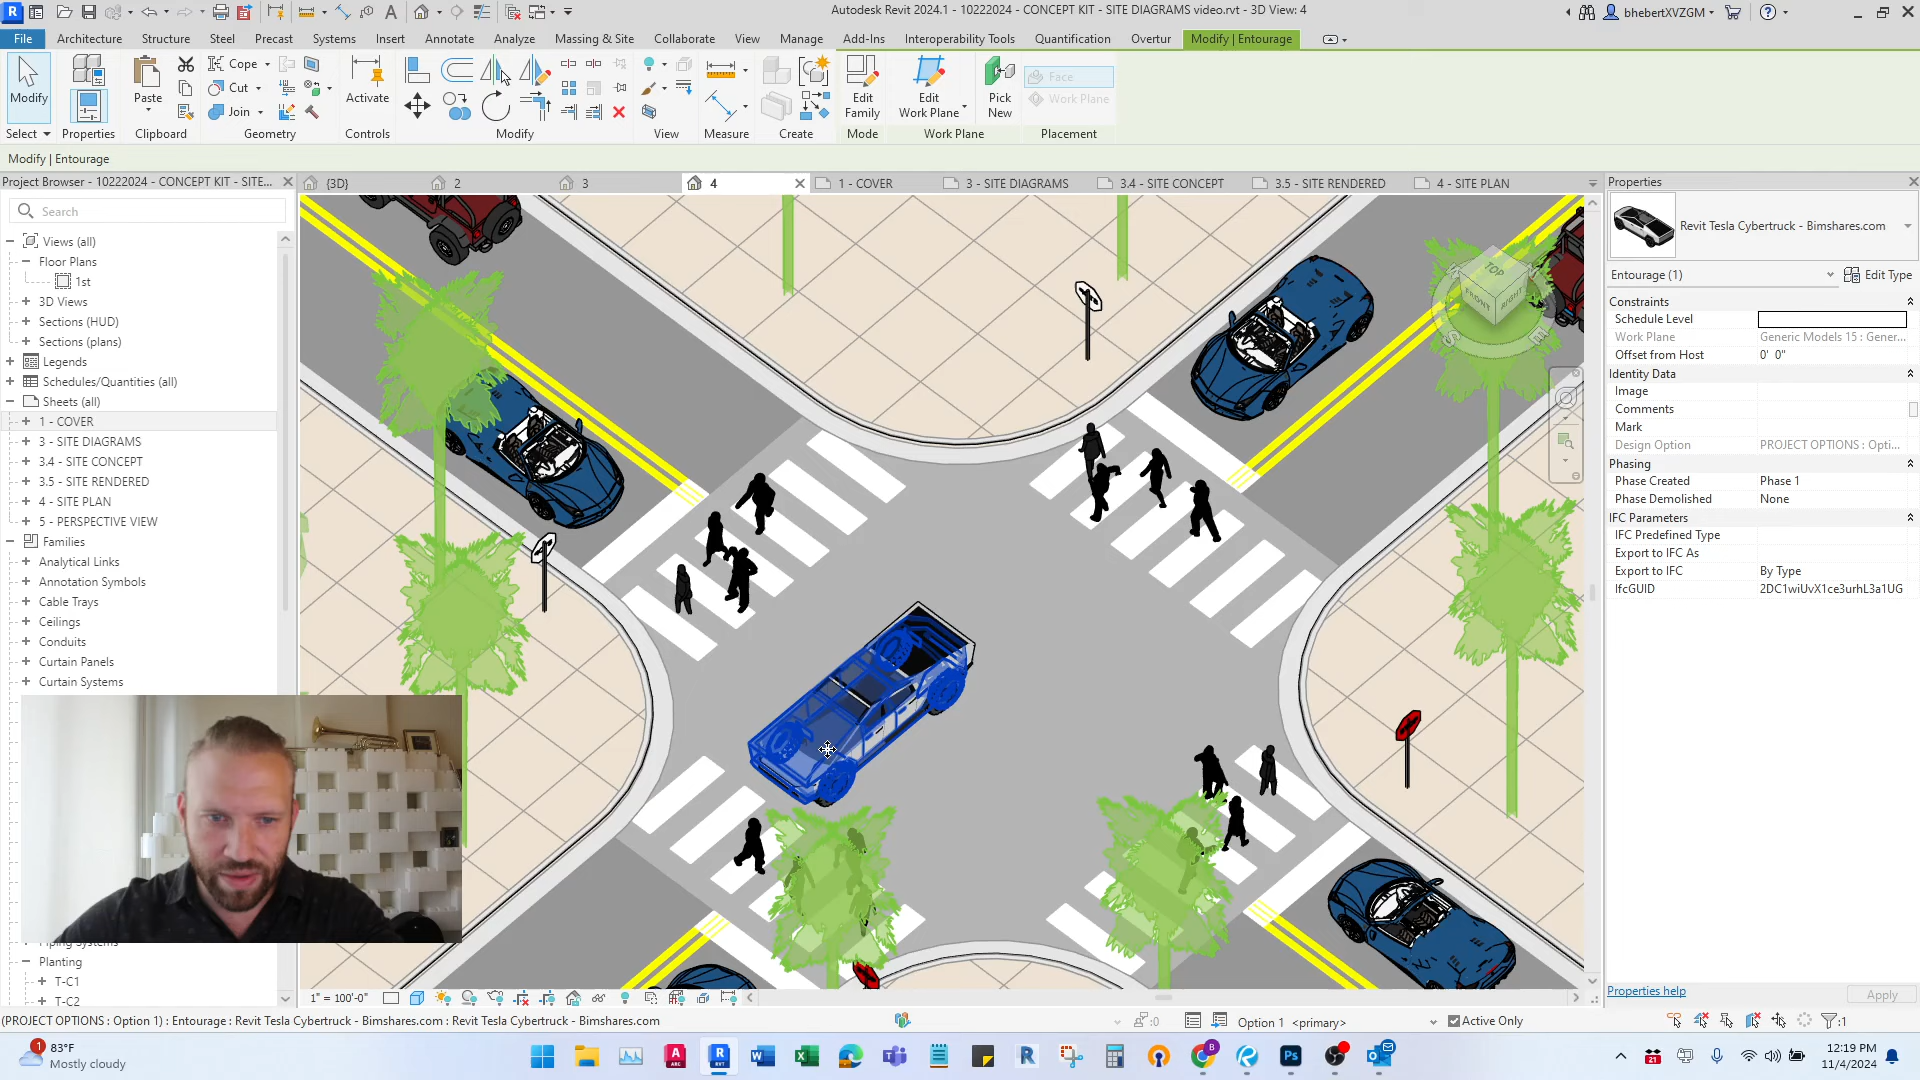 Autodesk Revit 2024.1 - 10222024 - CONCEPT KIT - SITE DIAGRAMS video.rvt - 3D View: 4
bhebertXVZGM
File
Architecture
Structure
Steel
Precast
Systems
Insert
Annotate
Analyze
Massing & Site
Collaborate
View
Manage
Add-Ins
Interoperability Tools
Quantification
Overtur
Modify | Entourage
Modify
Paste
Cope
Cut
Join
Activate
Edit
Family
Edit
Work Plane
Pick
New
Face
Work Plane
Select
Properties
Clipboard
Geometry
Controls
Modify
View
Measure
Create
Mode
Work Plane
Placement
Modify | Entourage
Project Browser - 10222024 - CONCEPT KIT - SITE...
{3D}
2
3
4
1 - COVER
3 - SITE DIAGRAMS
3.4 - SITE CONCEPT
3.5 - SITE RENDERED
4 - SITE PLAN
Properties
Search
Views (all)
Floor Plans
1st
3D Views
Sections (HUD)
Sections (plans)
Legends
Schedules/Quantities (all)
Sheets (all)
1 - COVER
3 - SITE DIAGRAMS
3.4 - SITE CONCEPT
3.5 - SITE RENDERED
4 - SITE PLAN
5 - PERSPECTIVE VIEW
Families
Analytical Links
Annotation Symbols
Cable Trays
Ceilings
Conduits
Curtain Panels
Curtain Systems
Piping Systems
Planting
T-C1
T-C2
TOP
FRONT
RIGHT
S
E
Revit Tesla Cybertruck - Bimshares.com
Entourage (1)
Edit Type
Constraints
Schedule Level
Work Plane
Generic Models 15 : Gener...
Offset from Host
0' 0"
Identity Data
Image
Comments
Mark
Design Option
PROJECT OPTIONS : Opti...
Phasing
Phase Created
Phase 1
Phase Demolished
None
IFC Parameters
IFC Predefined Type
Export to IFC As
Export to IFC
By Type
IfcGUID
2DC1wiUvX1ce3urhL3a1UG
Properties help
Apply
1" = 100'-0"
(PROJECT OPTIONS : Option 1) : Entourage : Revit Tesla Cybertruck - Bimshares.com : Revit Tesla Cybertruck - Bimshares.com
:0
Option 1 <primary>
Active Only
:1
1
83°F
Mostly cloudy
21
12:19 PM
11/4/2024